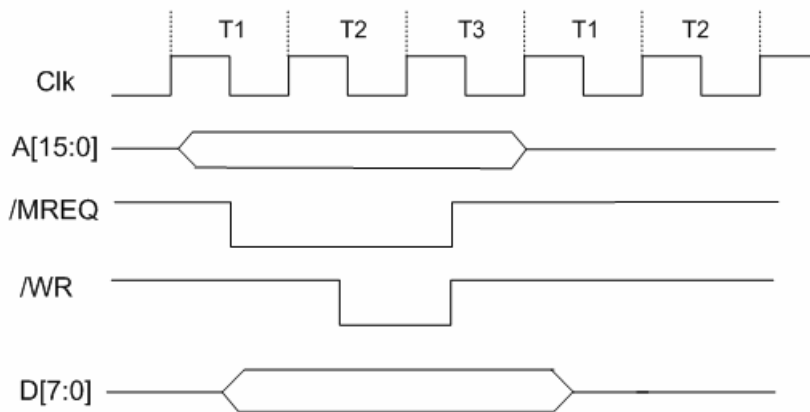 T1 T2 T3 T1 T2
Clk
A[15:0]
/MREQ
/WR
D[7:0]